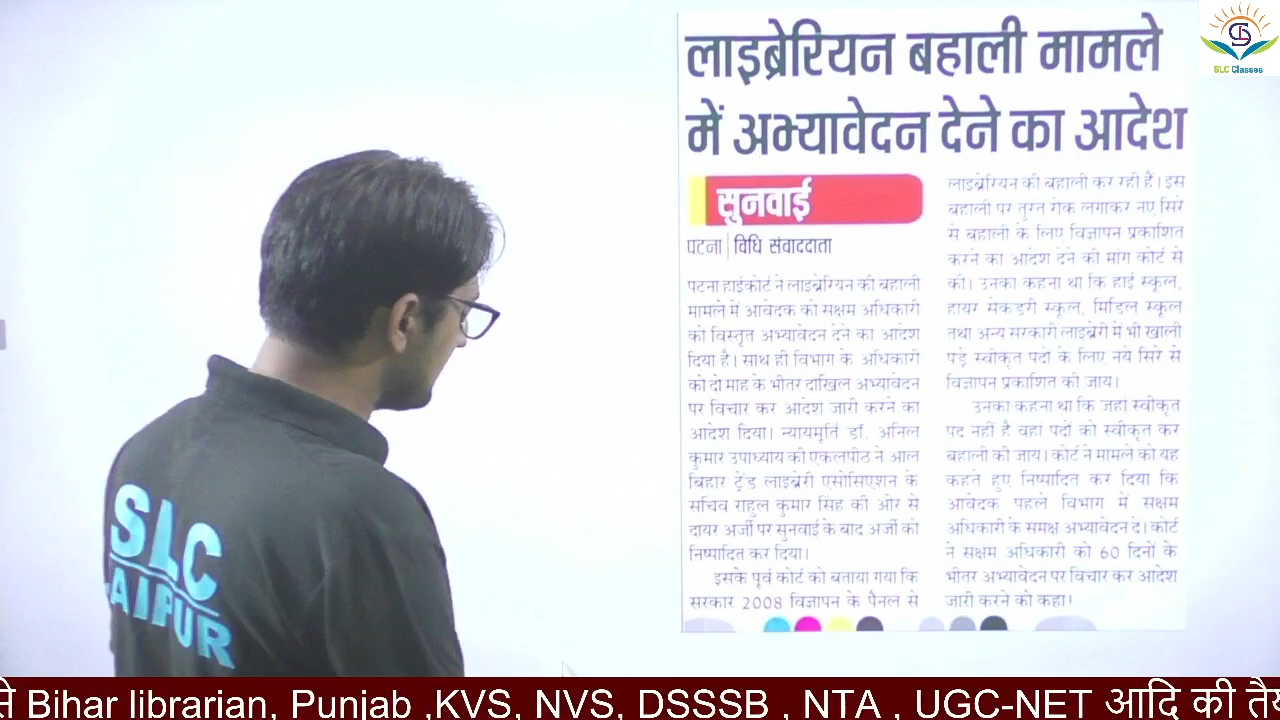 लाइब्रेरियन बहाली मामले
में अभ्यावेदन देने का आदेश
सुनवाई
पटना | विधि संवाददाता
पटना हाईकोर्ट ने लाइब्रेरियन की बहाली
मामले में आवेदक को सक्षम अधिकारी
को विस्तृत अभ्यावेदन देने का आदेश
दिया है। साथ ही विभाग के अधिकारी
को दो माह के भीतर दाखिल अभ्यावेदन
पर विचार कर आदेश जारी करने का
आदेश दिया। न्यायमूर्ति डॉ. अनिल
कुमार उपाध्याय की एकलपीठ ने आल
बिहार ट्रेंड लाइब्रेरी एसोसिएशन के
सचिव राहुल कुमार सिंह की ओर से
दायर अर्जी पर सुनवाई के बाद अर्जी को
निष्पादित कर दिया।
इसके पूर्व कोर्ट को बताया गया कि
सरकार 2008 विज्ञापन के पैनल से
लाइब्रेरियन की बहाली कर रही है। इस
बहाली पर तुरंत रोक लगाकर नए सिरे
से बहाली के लिए विज्ञापन प्रकाशित
करने का आदेश देने की मांग कोर्ट से
की। उनका कहना था कि हाई स्कूल,
हायर सेकेंडरी स्कूल, मिडिल स्कूल
तथा अन्य सरकारी लाइब्रेरी में भी खाली
पड़े स्वीकृत पदों के लिए नये सिरे से
विज्ञापन प्रकाशित की जाय।
उनका कहना था कि जहां स्वीकृत
पद नहीं है वहां पदों को स्वीकृत कर
बहाली की जाय। कोर्ट ने मामले को यह
कहते हुए निष्पादित कर दिया कि
आवेदक पहले विभाग में सक्षम
अधिकारी के समक्ष अभ्यावेदन दे। कोर्ट
ने सक्षम अधिकारी को 60 दिनों के
भीतर अभ्यावेदन पर विचार कर आदेश
जारी करने को कहा।
SLC Classes
SLC
JAIPUR
Bihar librarian, Punjab ,KVS, NVS, DSSSB , NTA , UGC-NET आदि की